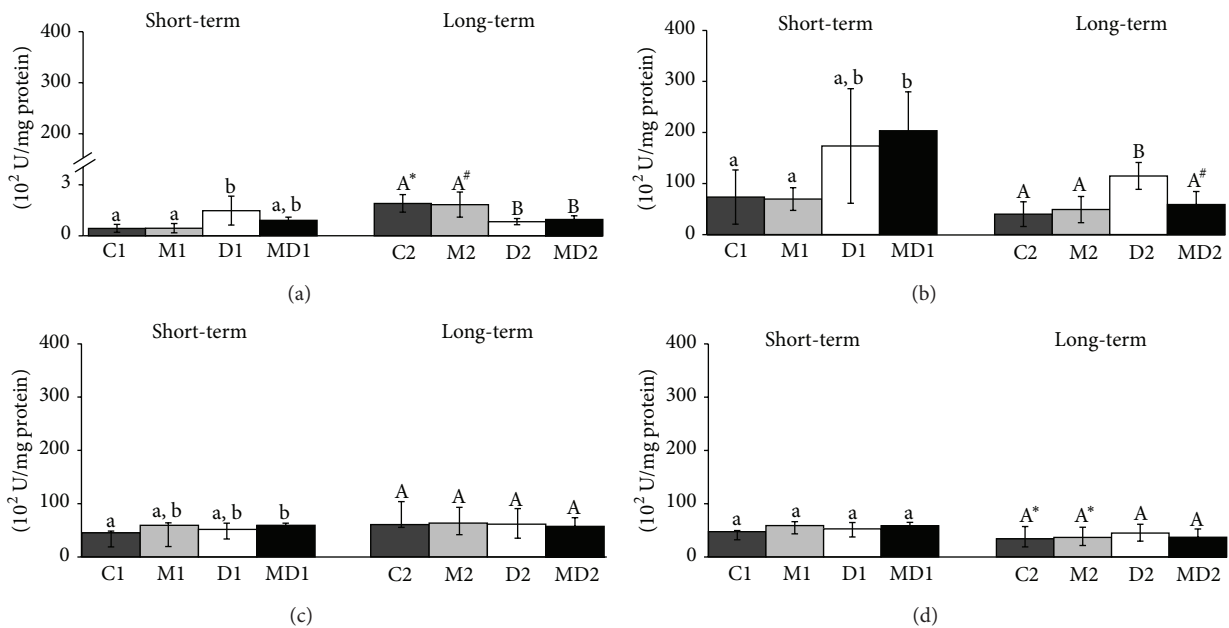 Short-term Long-term
400
200
3
0
(10² U/mg protein)
a a b a, b A* A# B B
C1 M1 D1 MD1 C2 M2 D2 MD2
(a)
Short-term Long-term
400
300
200
100
0
(10² U/mg protein)
a a a, b b A A B A#
C1 M1 D1 MD1 C2 M2 D2 MD2
(b)
Short-term Long-term
400
300
200
100
0
(10² U/mg protein)
a a, b a, b b A A A A
C1 M1 D1 MD1 C2 M2 D2 MD2
(c)
Short-term Long-term
400
300
200
100
0
(10² U/mg protein)
a a a a A* A* A A
C1 M1 D1 MD1 C2 M2 D2 MD2
(d)